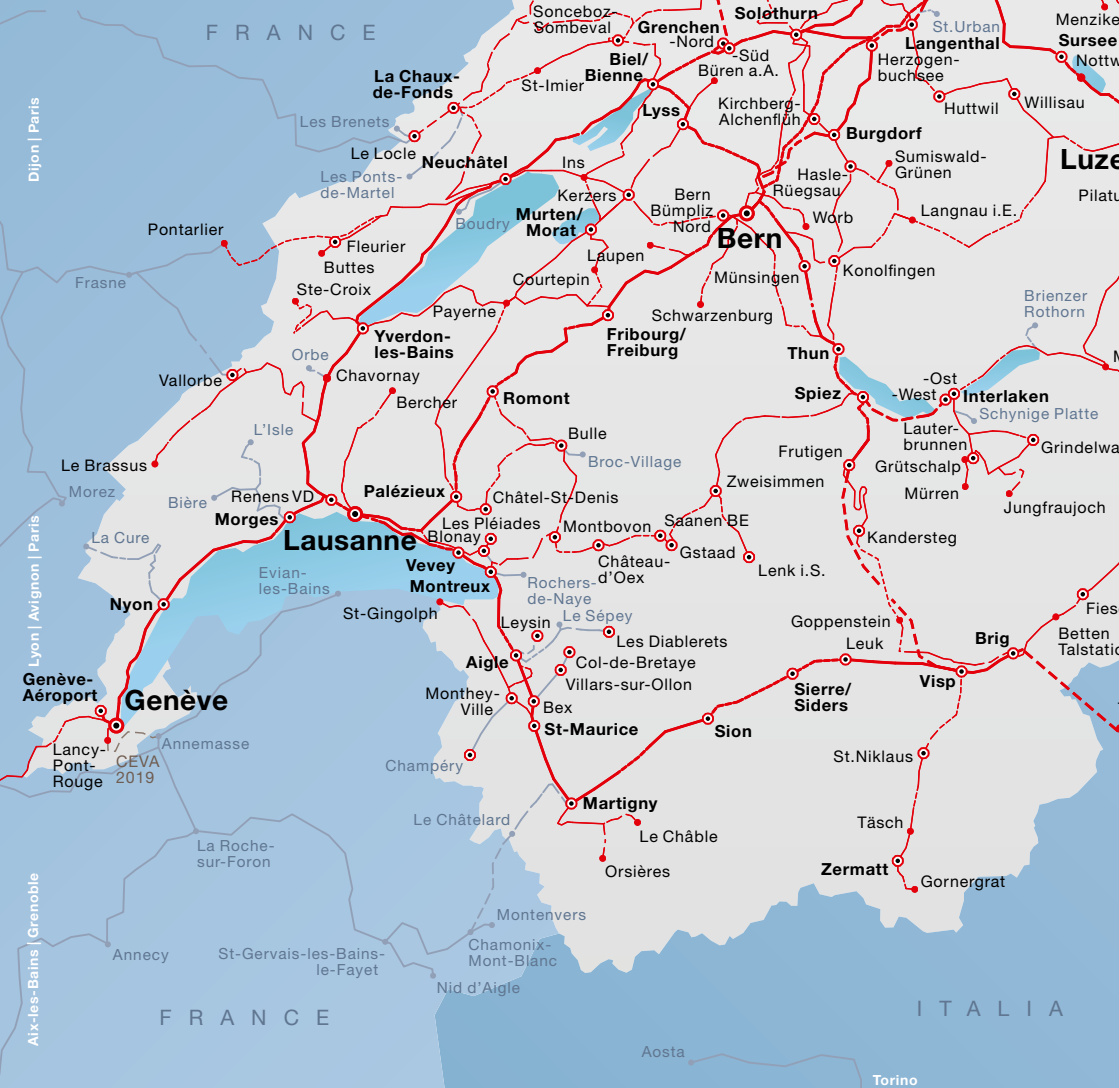 Sonceboz-
Sombeval
Grenchen
-Nord
-Süd
Solothurn
St.Urban
Langenthal
Menzike
Sursee
Nottw
FRANCE
Biel/
Bienne
Büren a.A.
Herzogen-
buchsee
La Chaux-
de-Fonds
St-Imier
Lyss
Kirchberg-
Alchenflüh
Huttwil
Willisau
Dijon | Paris
Les Brenets
Le Locle
Neuchâtel
Burgdorf
Luze
Ins
Sumiswald-
Grünen
Hasle-
Rüegsau
Les Ponts-
de-Martel
Kerzers
Bern
Bümpliz
Nord
Pilatu
Boudry
Murten/
Morat
Worb
Langnau i.E.
Pontarlier
Fleurier
Bern
Buttes
Laupen
Frasne
Courtepin
Münsingen
Konolfingen
Ste-Croix
Payerne
Schwarzenburg
Brienzer
Rothorn
Yverdon-
les-Bains
Fribourg/
Freiburg
Orbe
Thun
M
Vallorbe
Chavornay
-Ost
-West
Interlaken
Bercher
Romont
Spiez
Schynige Platte
L'Isle
Bulle
Lauter-
brunnen
Grindelwa
Broc-Village
Frutigen
Grütschalp
Le Brassus
Mürren
Morez
Bière
Renens VD
Palézieux
Châtel-St-Denis
Zweisimmen
Jungfraujoch
Morges
Les Pléiades
Montbovon
Saanen BE
Lausanne
Blonay
Kandersteg
La Cure
Château-
d'Oex
Gstaad
Vevey
Lenk i.S.
Evian-
les-Bains
Montreux
Rochers-
de-Naye
Lyon | Avignon | Paris
Nyon
St-Gingolph
Le Sépey
Fies
Leysin
Goppenstein
Les Diablerets
Betten
Talstatio
Leuk
Brig
Aigle
Col-de-Bretaye
Genève-
Aéroport
Villars-sur-Ollon
Visp
Monthey-
Ville
Sierre/
Siders
Genève
Bex
St-Maurice
Sion
Lancy-
Pont-
Rouge
Annemasse
CEVA
2019
Champéry
St.Niklaus
Martigny
Le Châtelard
Täsch
Le Châble
La Roche-
sur-Foron
Orsières
Zermatt
Gornergrat
Montenvers
Aix-les-Bains | Grenoble
Annecy
St-Gervais-les-Bains-
le-Fayet
Chamonix-
Mont-Blanc
Nid d'Aigle
FRANCE
ITALIA
Aosta
Torino